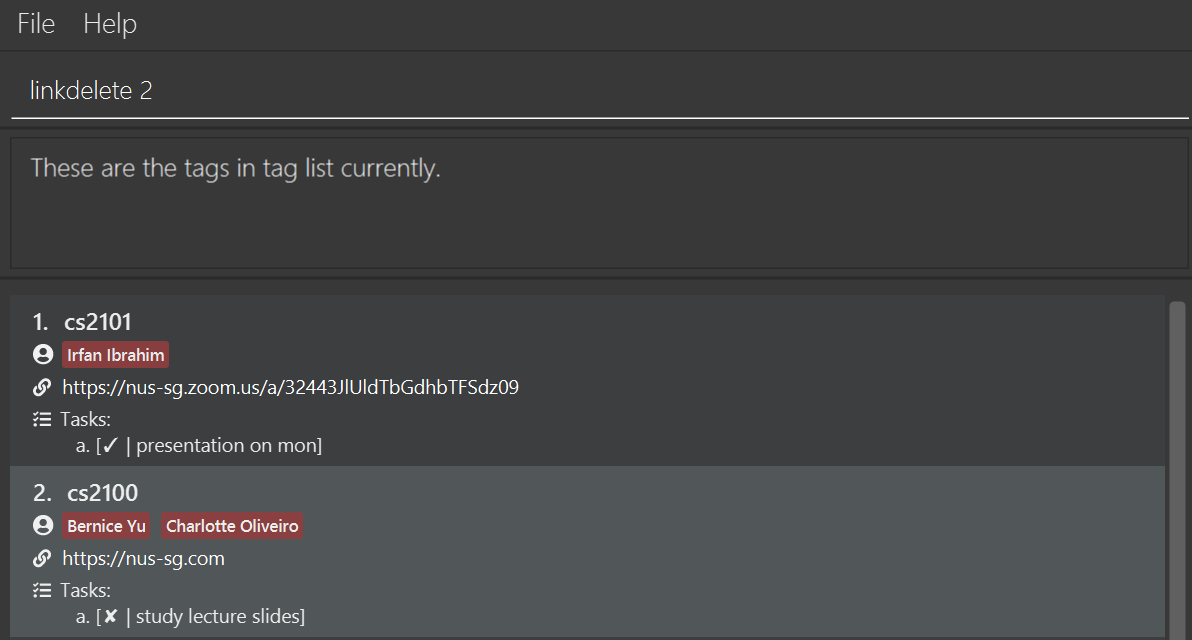 File Help
linkdelete 2
These are the tags in tag list currently.
1. cs2101
Irfan Ibrahim
https://nus-sg.zoom.us/a/32443JlUldTbGdhbTFSdz09
Tasks:
a. [✓ | presentation on mon]
2. cs2100
Bernice Yu Charlotte Oliveiro
https://nus-sg.com
Tasks:
a. [✘ | study lecture slides]